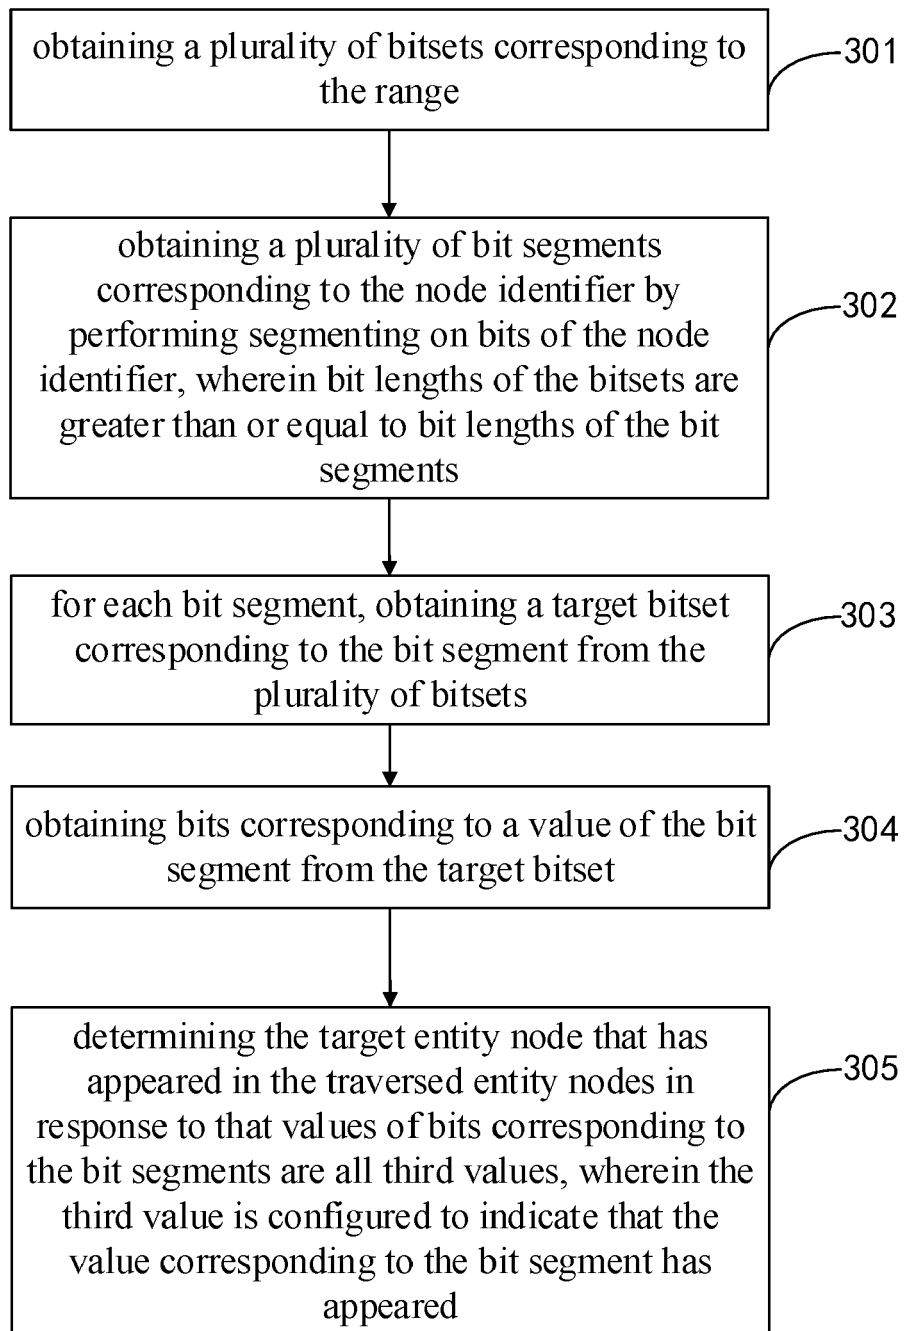 obtaining a plurality of bitsets corresponding to
the range
301
obtaining a plurality of bit segments
corresponding to the node identifier by
performing segmenting on bits of the node
identifier, wherein bit lengths of the bitsets are
greater than or equal to bit lengths of the bit
segments
302
for each bit segment, obtaining a target bitset
corresponding to the bit segment from the
plurality of bitsets
303
obtaining bits corresponding to a value of the bit
segment from the target bitset
304
determining the target entity node that has
appeared in the traversed entity nodes in
response to that values of bits corresponding to
the bit segments are all third values, wherein the
third value is configured to indicate that the
value corresponding to the bit segment has
appeared
305